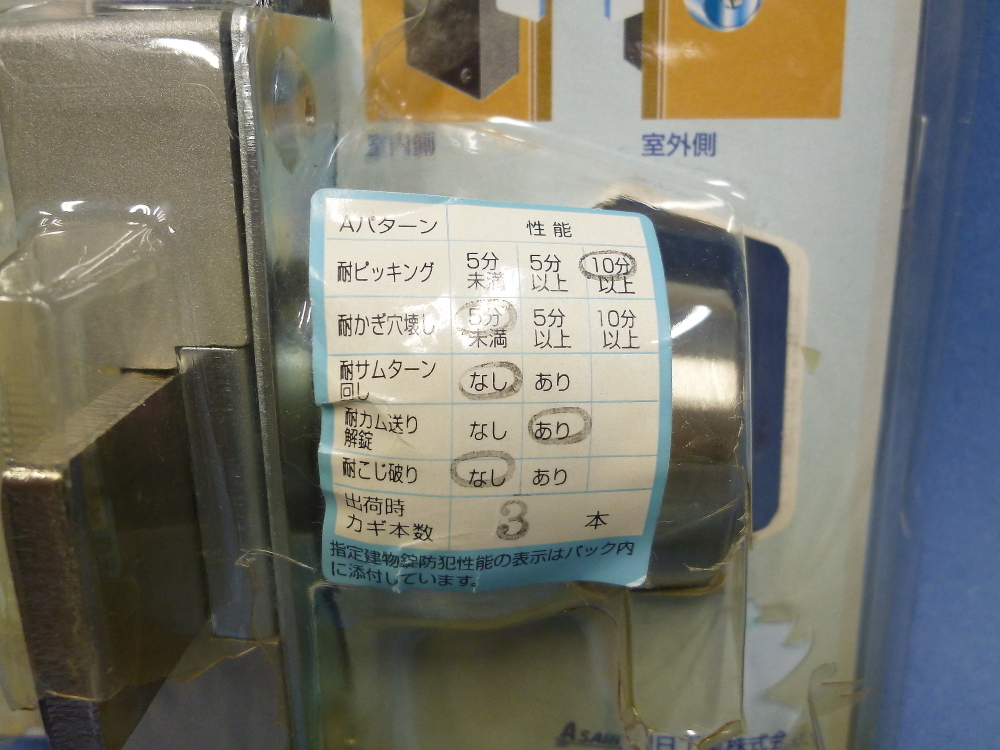 室内側
室外側
Aパターン 性能
耐ピッキング 5分未満 5分以上 10分以上
耐かぎ穴壊し 5分未満 5分以上 10分以上
耐サムターン回し なし あり
耐カム送り解錠 なし あり
耐こじ破り なし あり
出荷時カギ本数 3 本
指定建物錠防犯性能の表示はパック内
に添付しています。